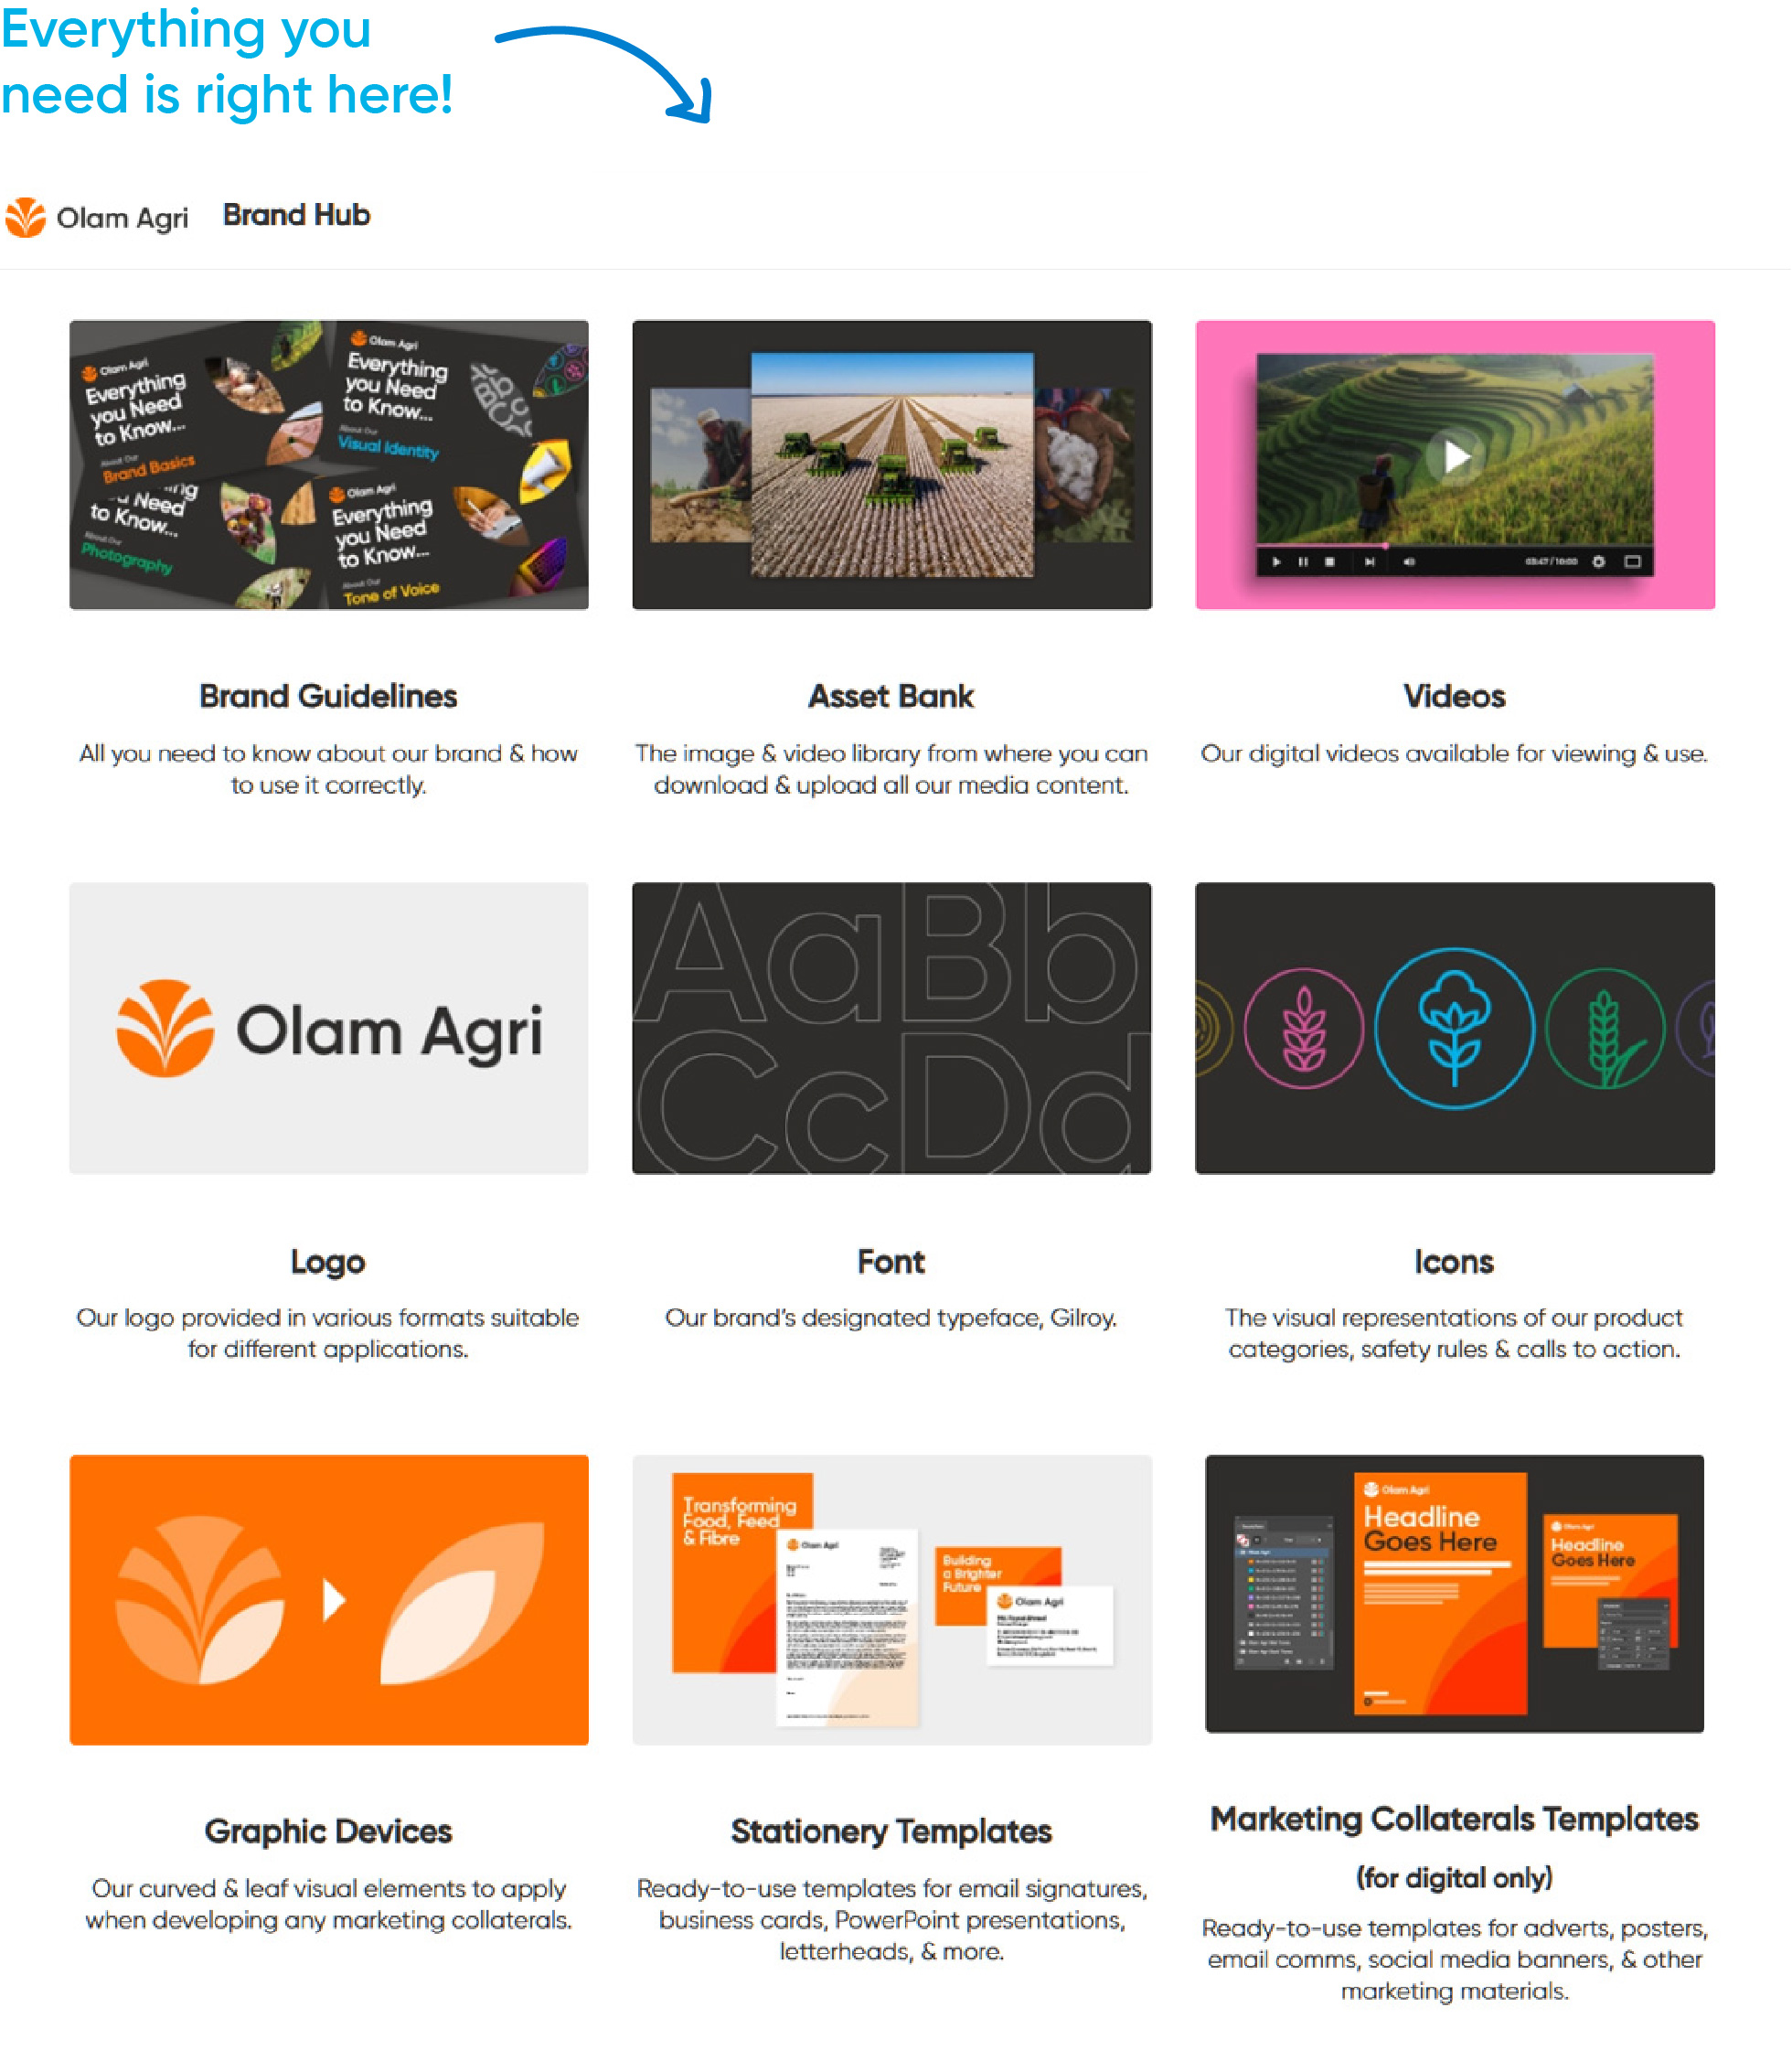 Everything you
need is right here!
Olam Agri
Brand Hub
Olam Agri
Everything
you Need
to Know...
About Our
Brand Basics
Olam Agri
Everything
you Need
to Know...
About Our
Visual Identity
Need
to Know...
About Our
Photography
Olam Agri
Everything
you Need
to Know...
About Our
Tone of Voice
03:47 / 10:00
Brand Guidelines
All you need to know about our brand & how
to use it correctly.
Asset Bank
The image & video library from where you can
download & upload all our media content.
Videos
Our digital videos available for viewing & use.
Olam Agri
AaBb
CcDd
Logo
Our logo provided in various formats suitable
for different applications.
Font
Our brand’s designated typeface, Gilroy.
Icons
The visual representations of our product
categories, safety rules & calls to action.
Transforming
Food, Feed
& Fibre
Olam Agri
Building
a Brighter
Future
Olam Agri
Olam Agri
Headline
Goes Here
Olam Agri
Headline
Goes Here
Graphic Devices
Our curved & leaf visual elements to apply
when developing any marketing collaterals.
Stationery Templates
Ready-to-use templates for email signatures,
business cards, PowerPoint presentations,
letterheads, & more.
Marketing Collaterals Templates
(for digital only)
Ready-to-use templates for adverts, posters,
email comms, social media banners, & other
marketing materials.